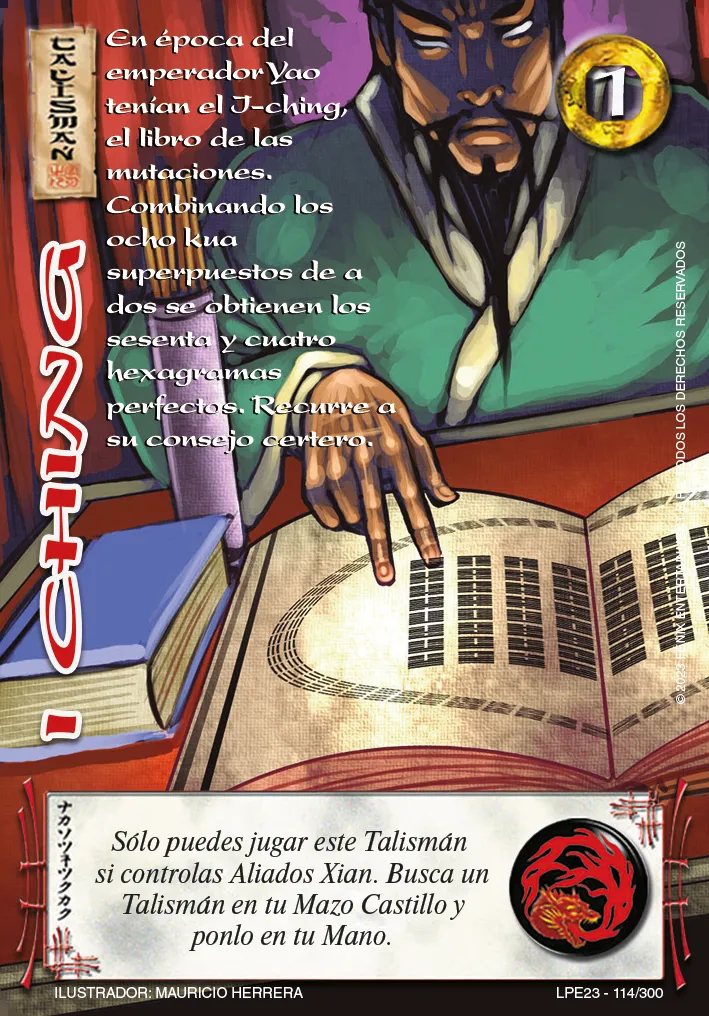 TALISMAN
En época del
emperador Yao
tenían el I-ching,
el libro de las
mutaciones.
Combinando los
ocho kua
superpuestos de a
dos se obtienen los
sesenta y cuatro
hexagramas
perfectos. Recurre a
su consejo certero.
1
I CHING
Sólo puedes jugar este Talismán
si controlas Aliados Xian. Busca un
Talismán en tu Mazo Castillo y
ponlo en tu Mano.
ILUSTRADOR: MAURICIO HERRERA
LPE23 - 114/300
© 2023 ODOS LOS DERECHOS RESERVADOS